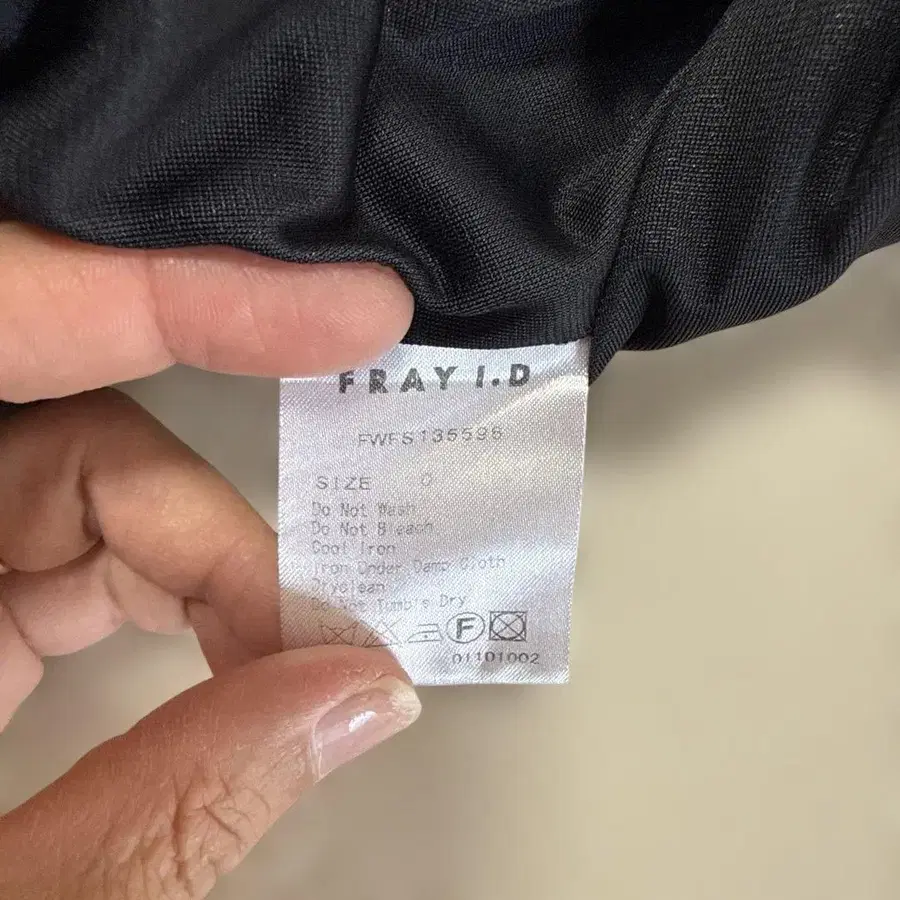 FRAY I.D
FWFS135596
SIZE 0
Do Not Wash
Do Not Bleach
Cool Iron
Iron Under Damp Cloth
Dryclean
Do Not Tumble Dry
F
01101002